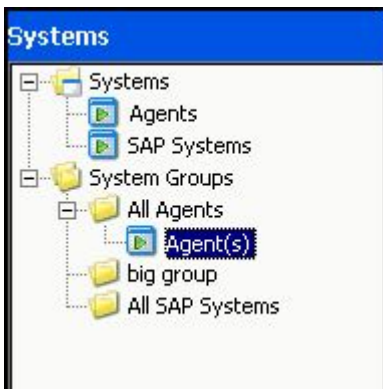 Systems
Systems
Agents
SAP Systems
System Groups
All Agents
Agent(s)
big group
All SAP Systems